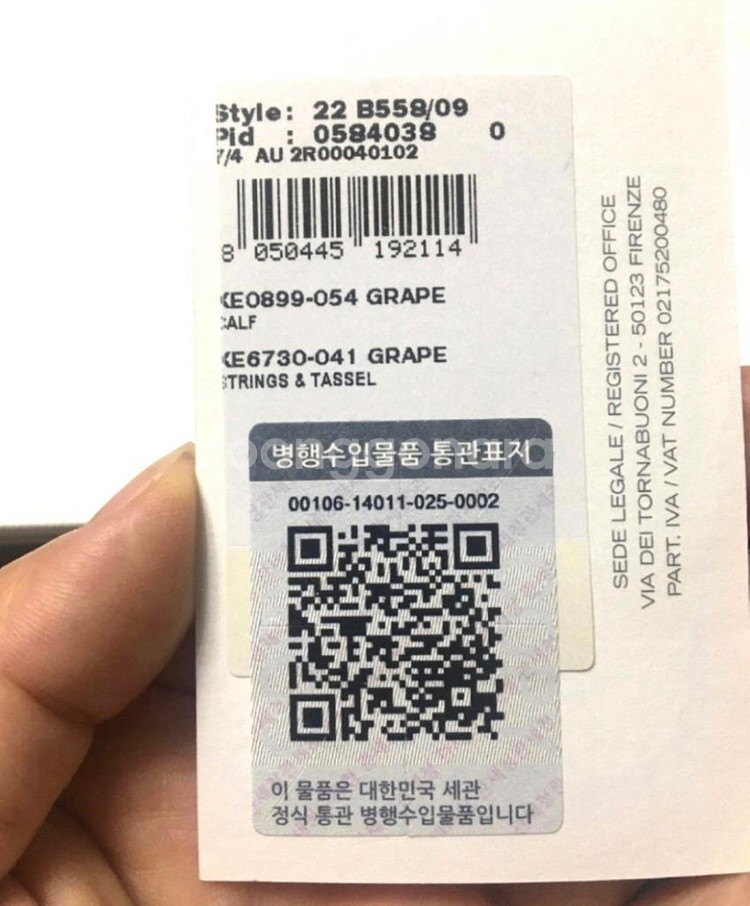 Style: 22 B558/09
Pid : 0584038 0
7/4 AU 2R00040102
8 050445 192114
KE0899-054 GRAPE
CALF
KE6730-041 GRAPE
STRINGS & TASSEL
병행수입물품 통관표지
00106-14011-025-0002
이 물품은 대한민국 세관
정식 통관 병행수입물품입니다
SEDE LEGALE / REGISTERED OFFICE
VIA DEI TORNABUONI 2 - 50123 FIRENZE
PART. IVA / VAT NUMBER 02175200480